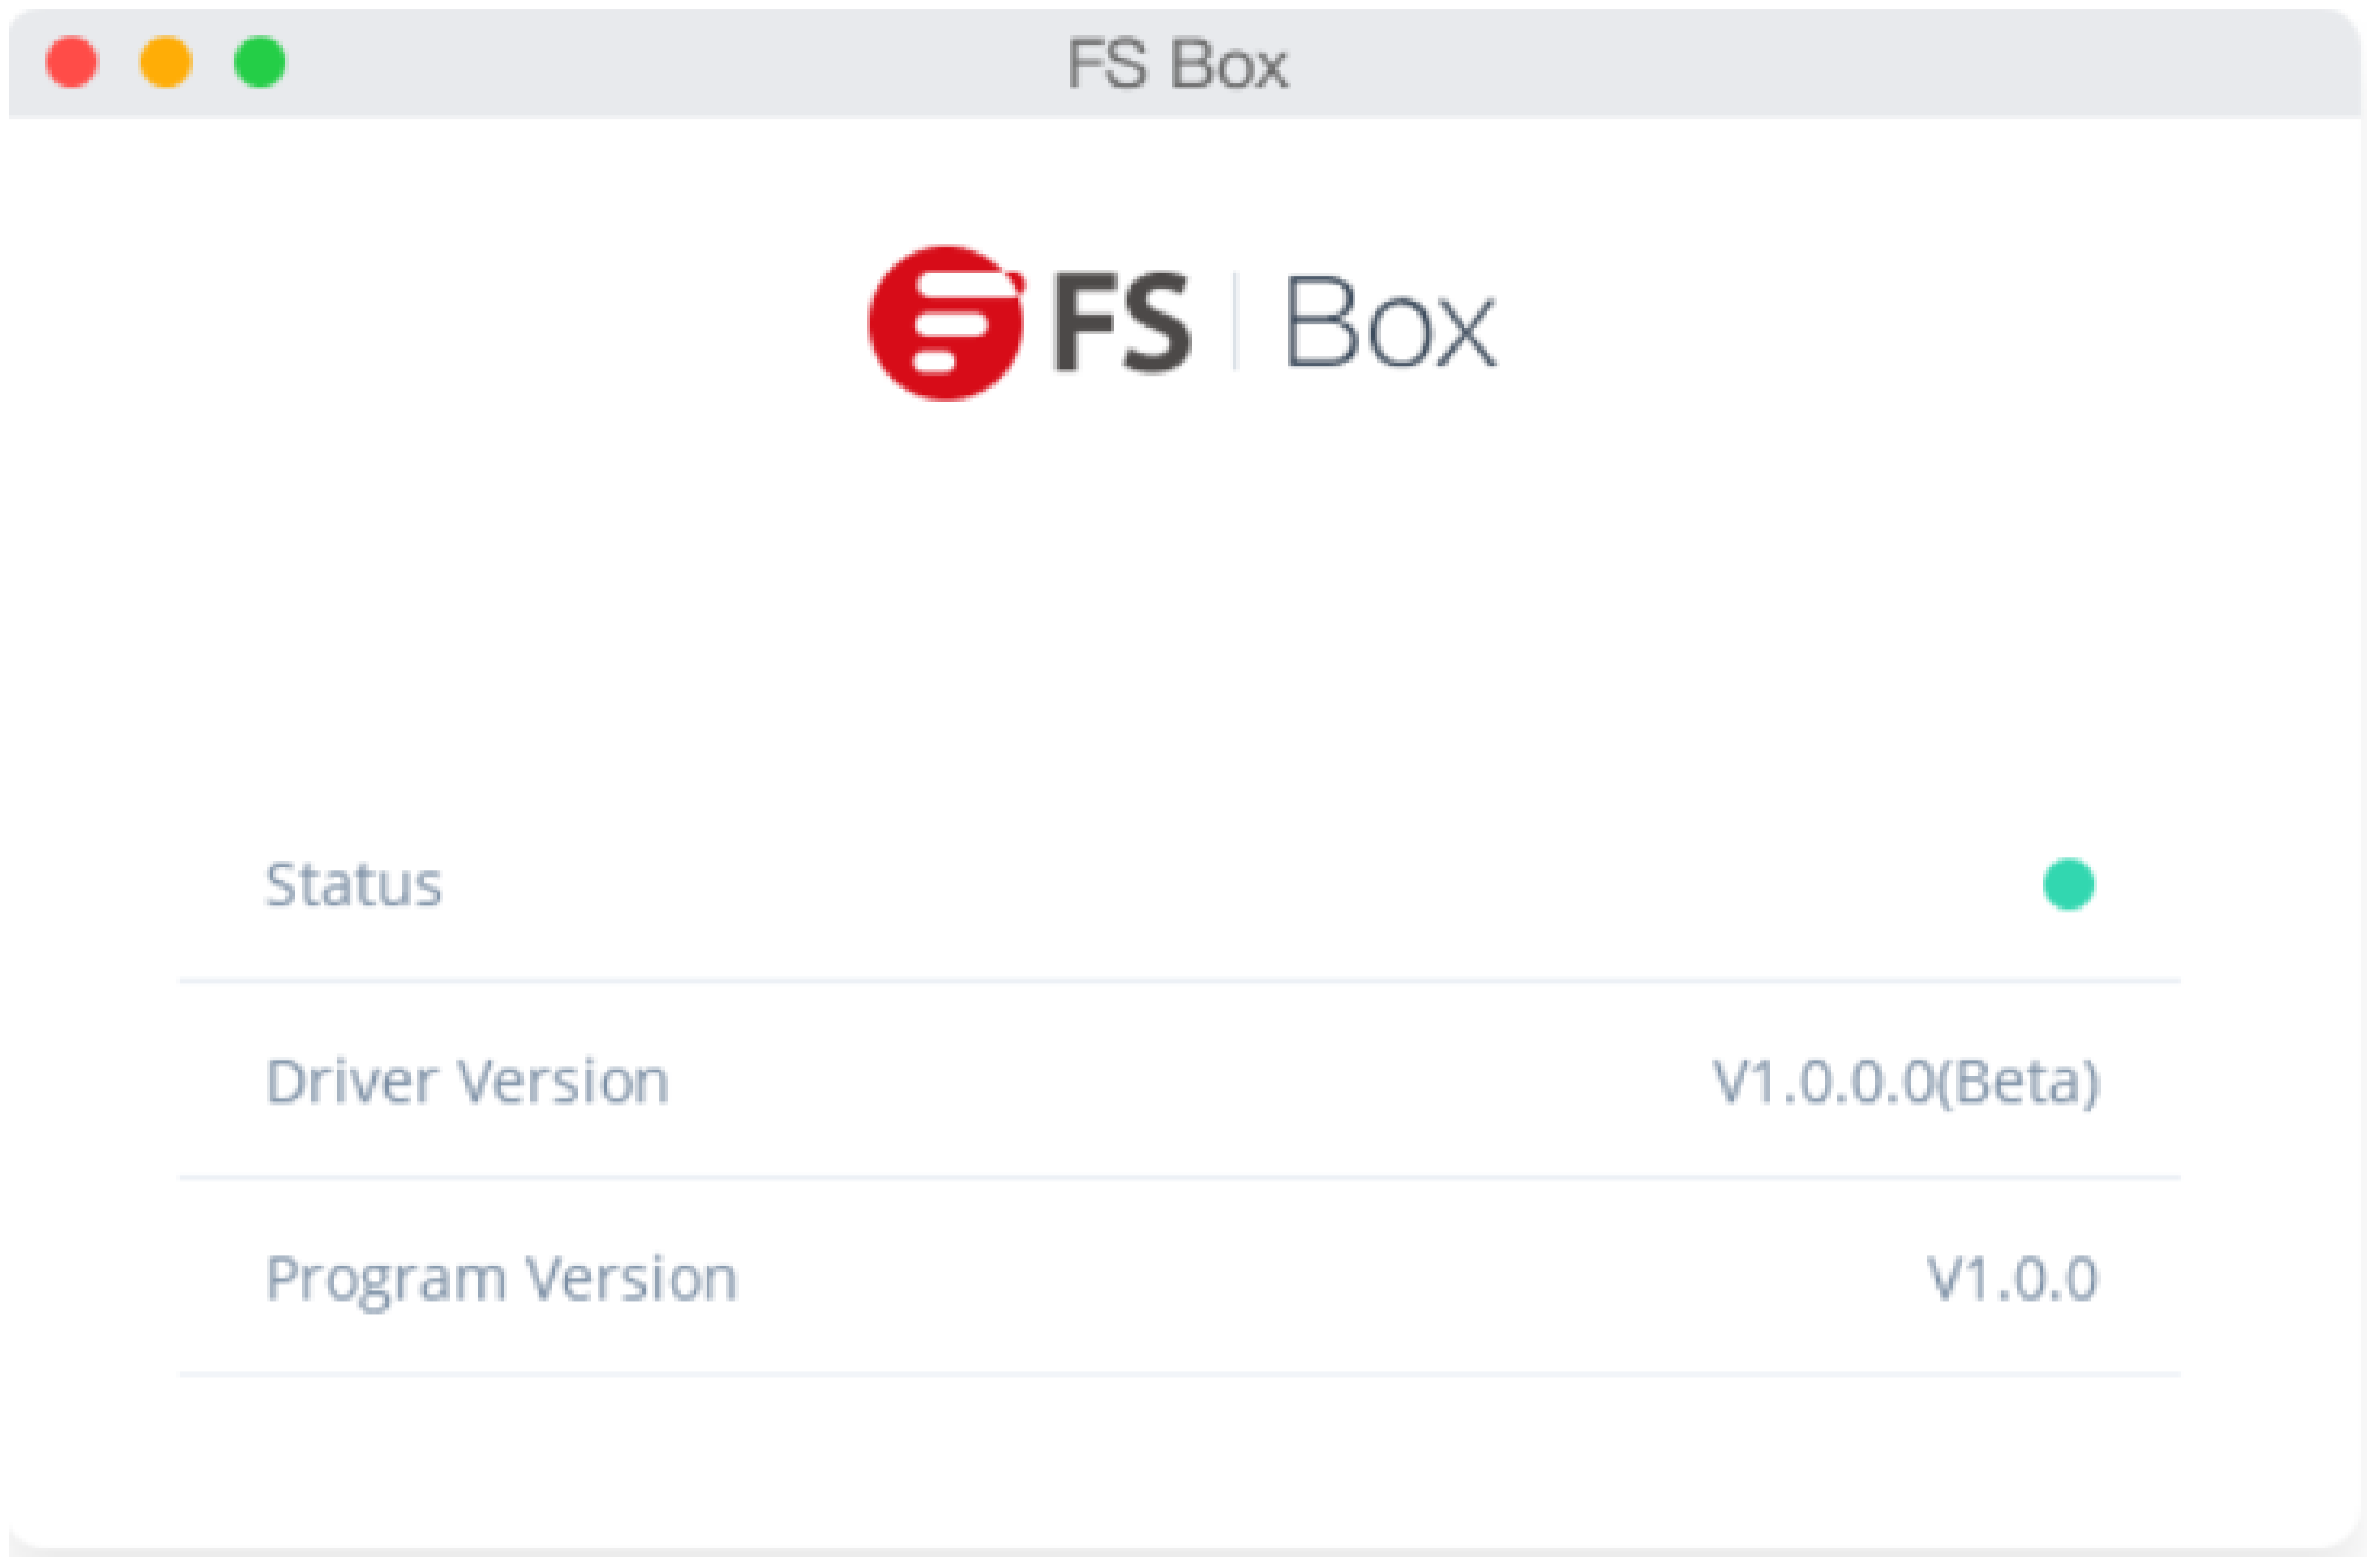 FS Box
FS | Box
Status
Driver Version V1.0.0.0(Beta)
Program Version V1.0.0